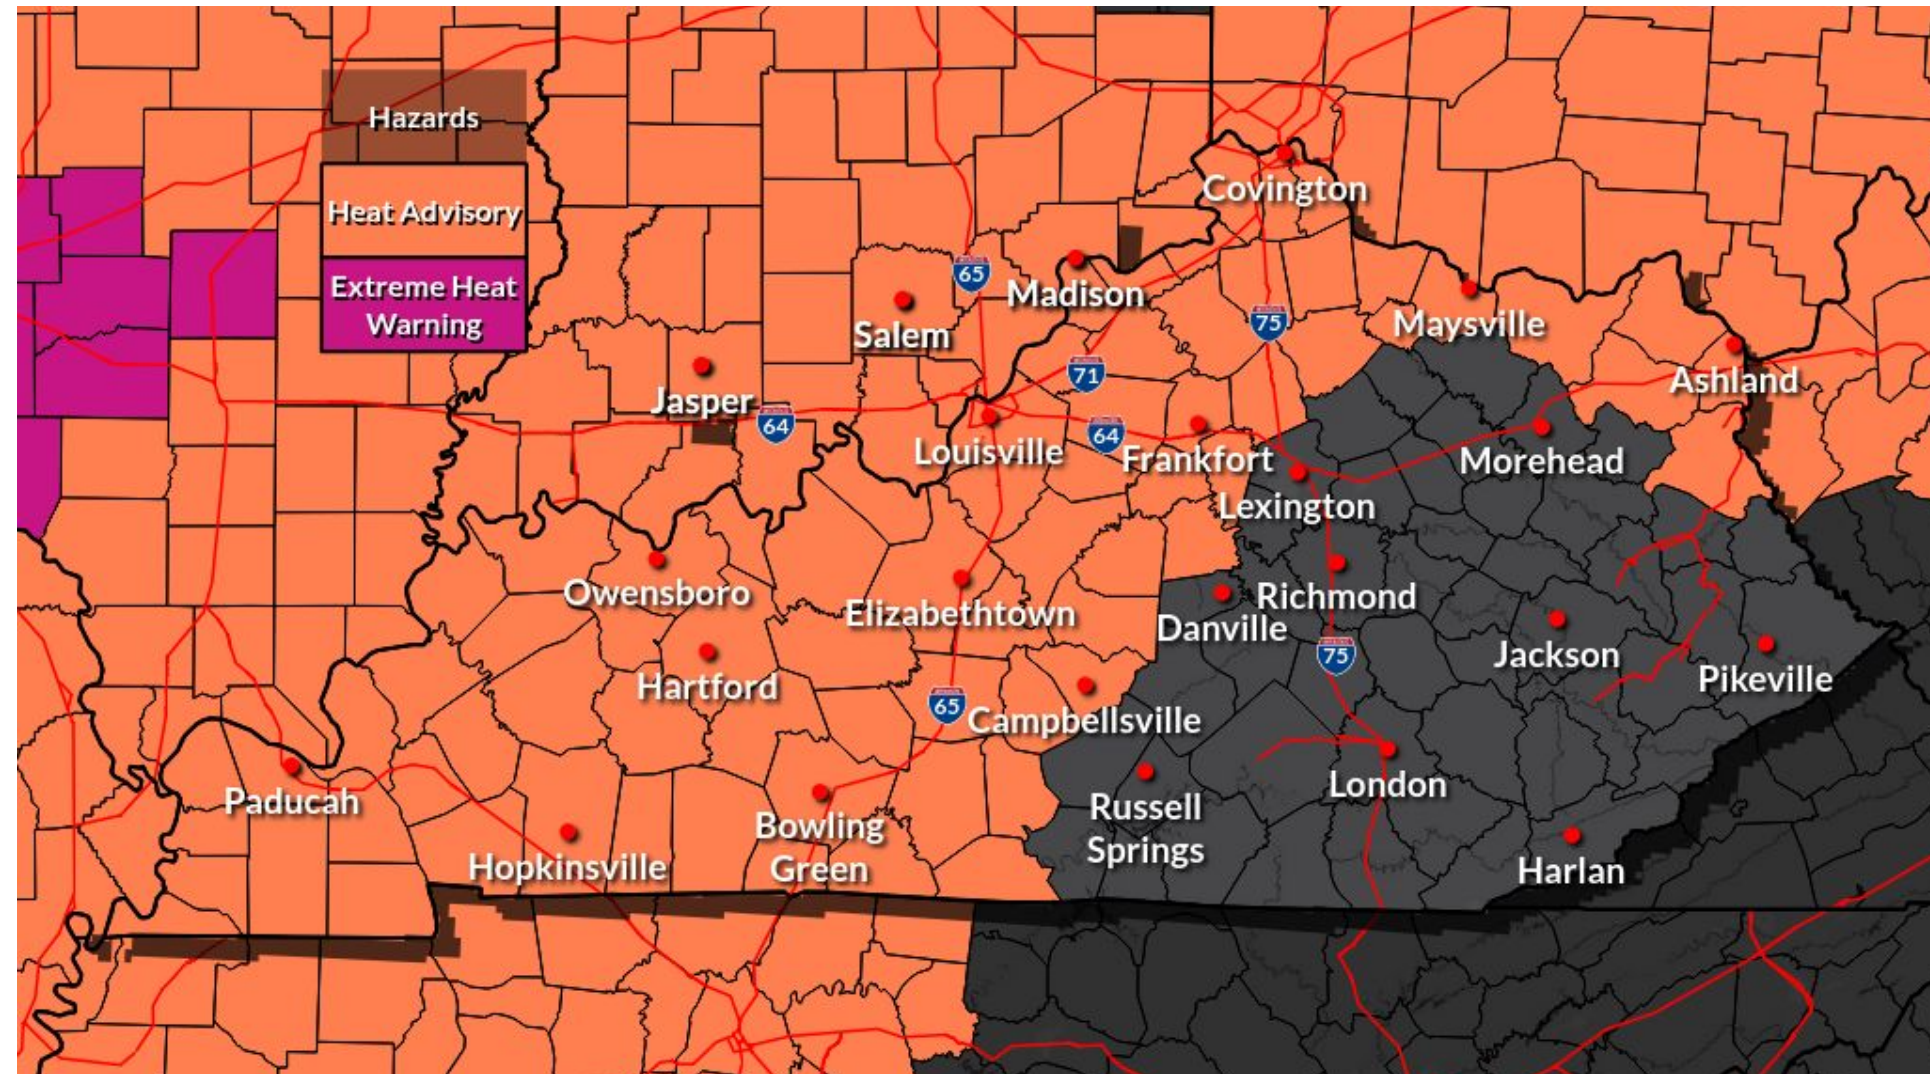 Hazards
Heat Advisory
Extreme Heat
Warning
Covington
65
Madison
Salem
75
Maysville
71
Ashland
Jasper
64
64
Louisville
Frankfort
Morehead
Lexington
Owensboro
Elizabethtown
Richmond
Danville
75
Jackson
Hartford
Pikeville
65
Campbellsville
London
Paducah
Russell
Springs
Bowling
Green
Hopkinsville
Harlan